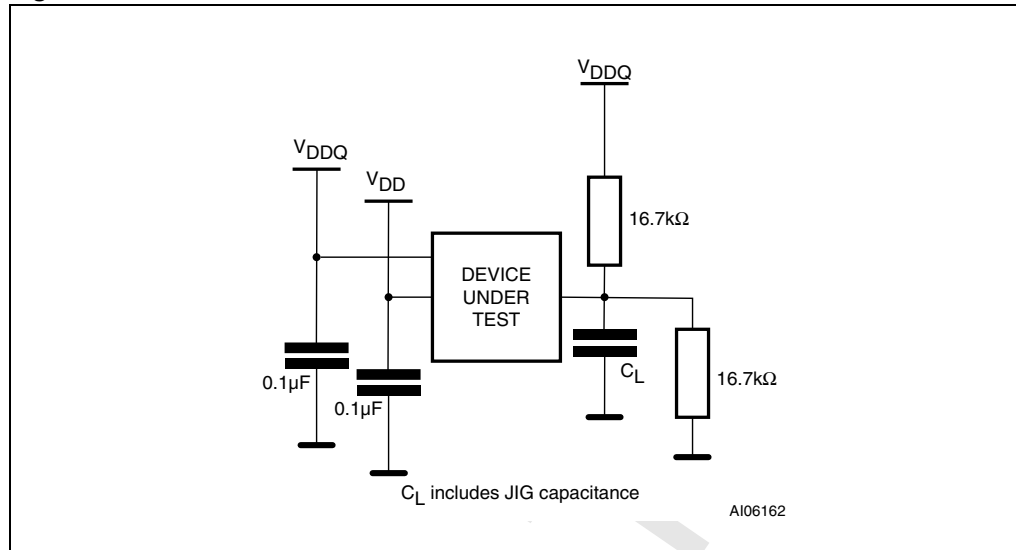 VDDQ
VDDQ
VDD
16.7kΩ
DEVICE
UNDER
TEST
0.1µF
0.1µF
CL
16.7kΩ
CL includes JIG capacitance
AI06162